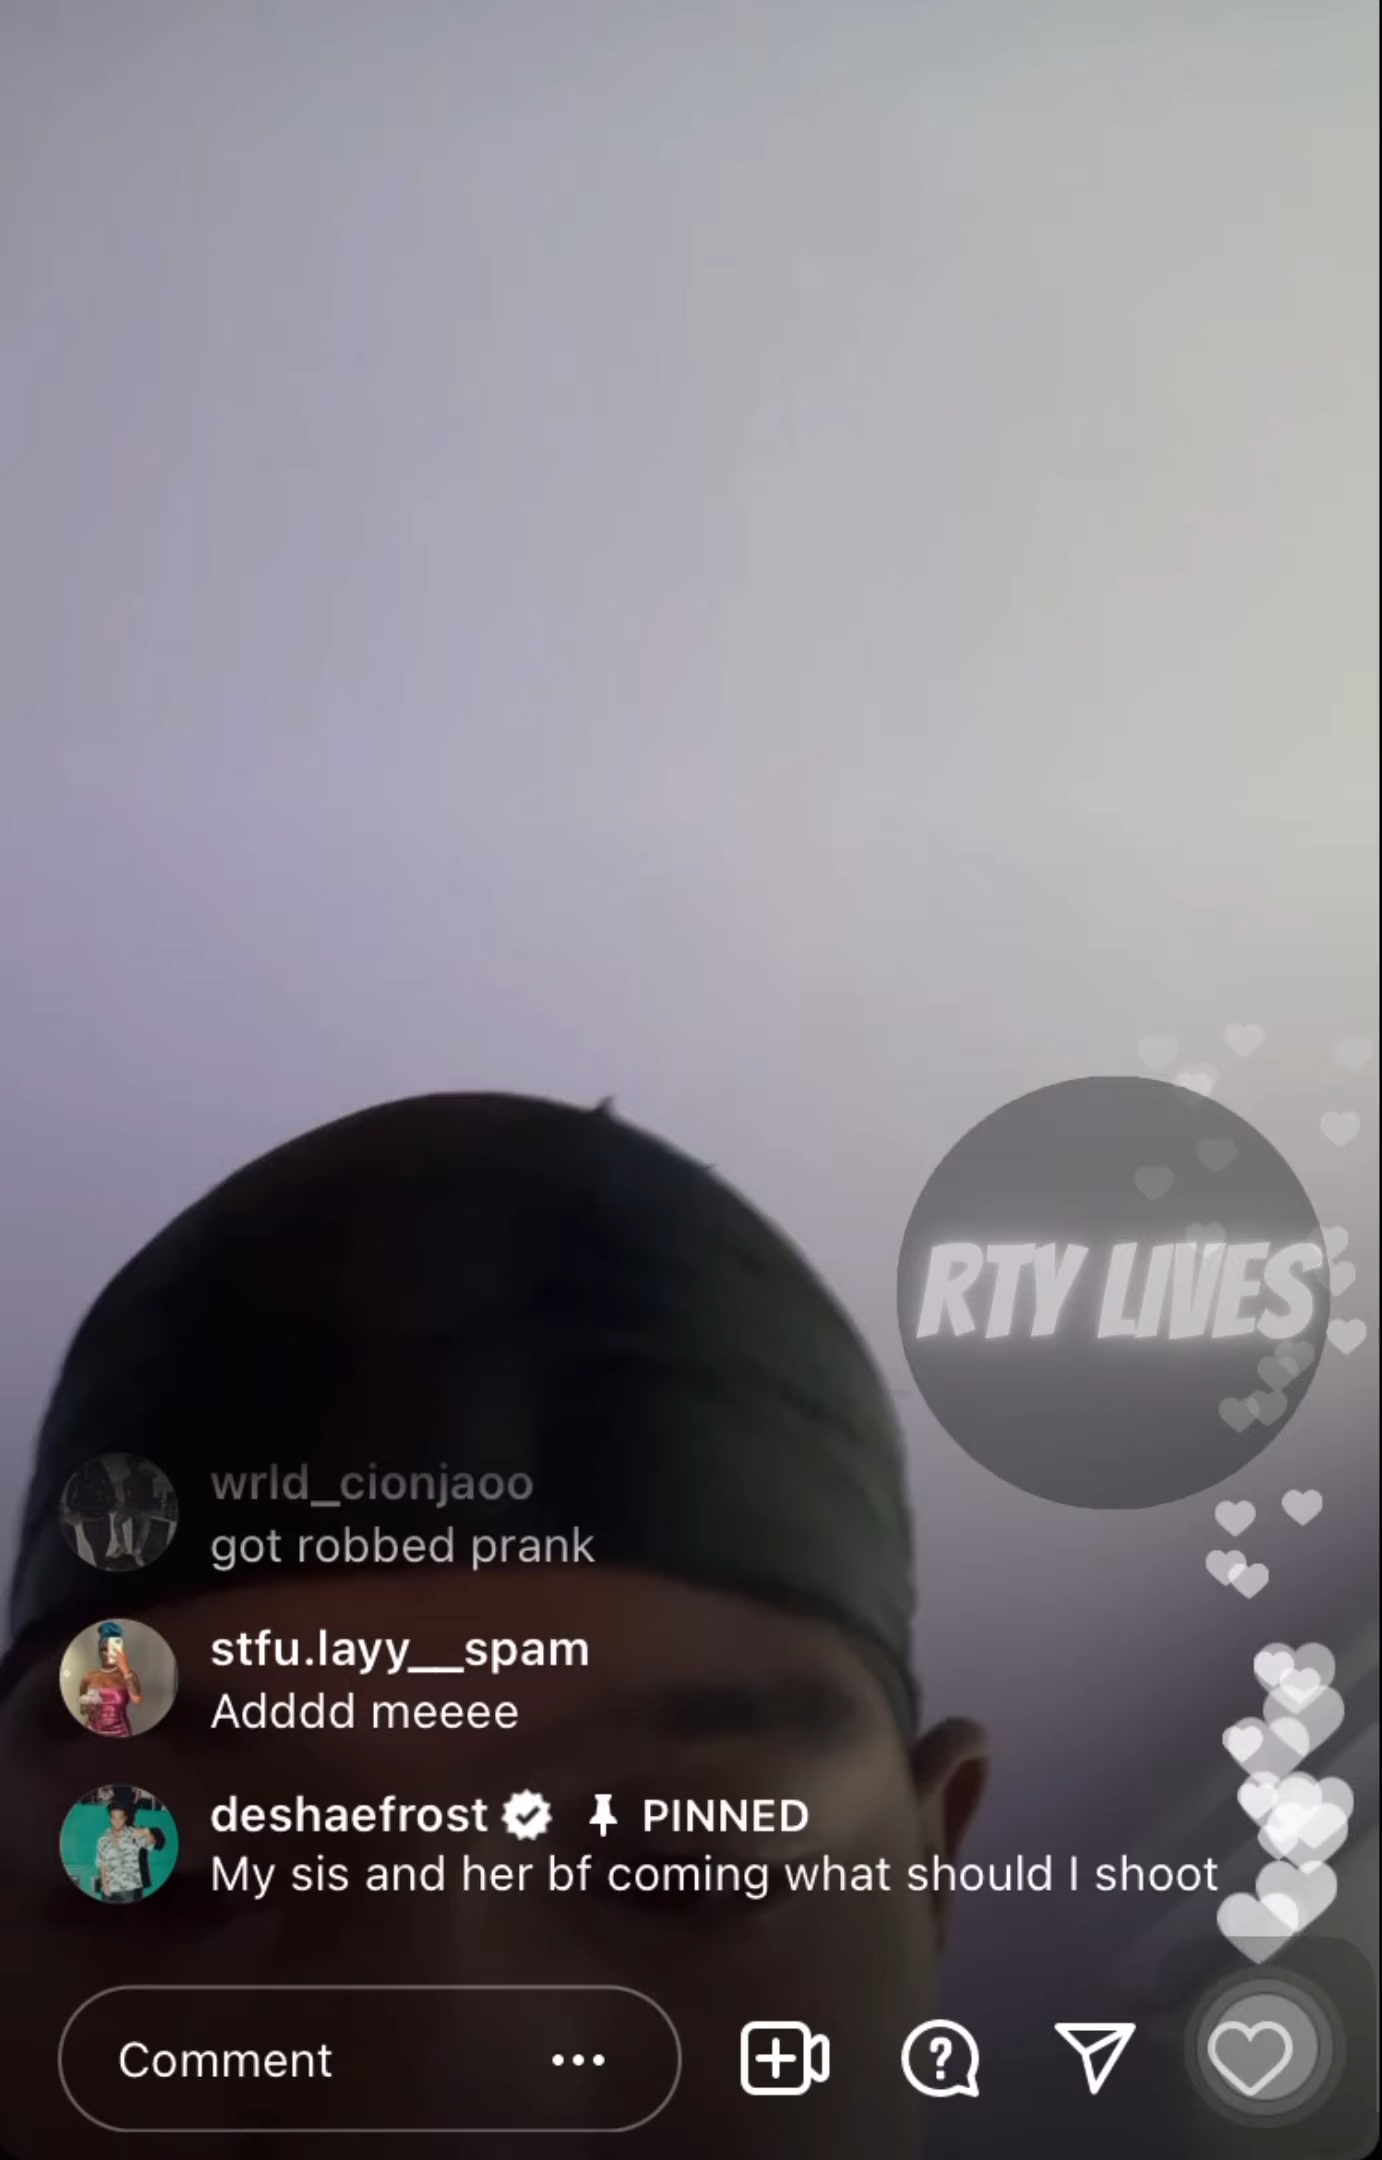 RTY LIVES
wrld_cionjaoo
got robbed prank
stfu.layy__spam
Adddd meeee
deshaefrost PINNED
My sis and her bf coming what should I shoot
Comment